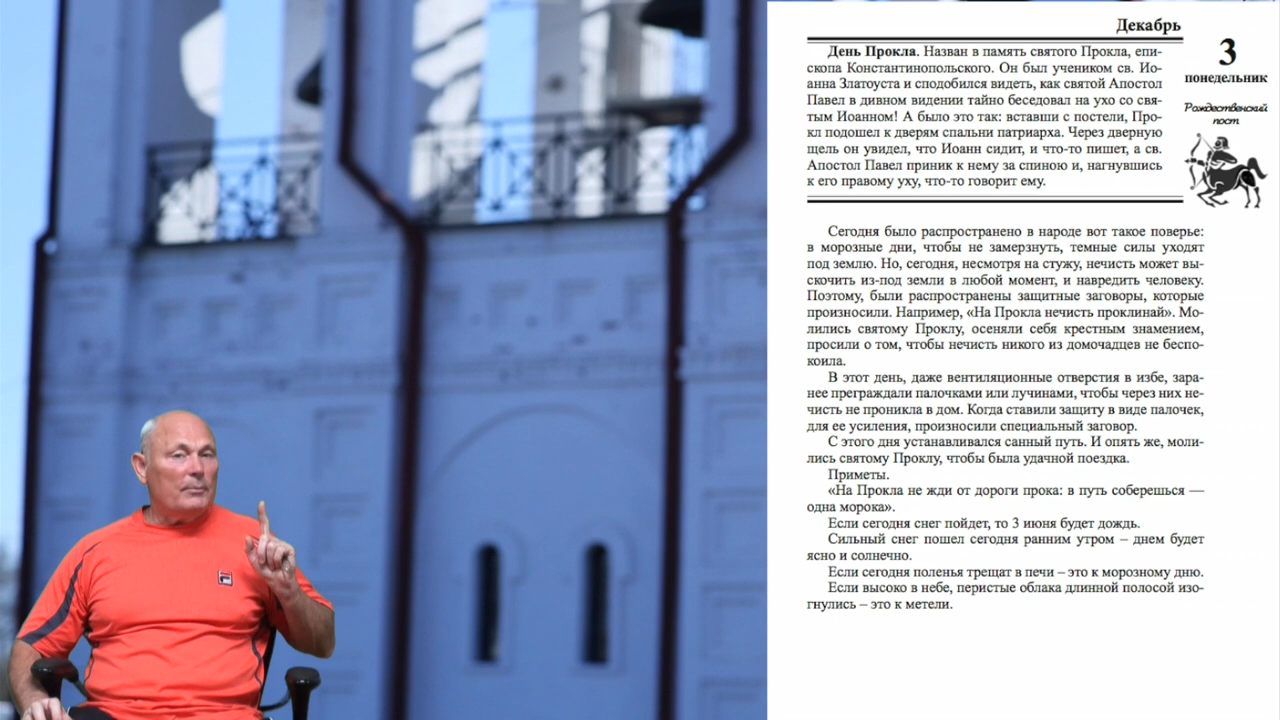 Декабрь
3
понедельник
Рождественский
пост
День Прокла. Назван в память святого Прокла, епи-
скопа Константинопольского. Он был учеником св. Ио-
анна Златоуста и сподобился видеть, как святой Апостол
Павел в дивном видении тайно беседовал на ухо со свя-
тым Иоанном! А было это так: вставши с постели, Про-
кл подошел к дверям спальни патриарха. Через дверную
щель он увидел, что Иоанн сидит, и что-то пишет, а св.
Апостол Павел приник к нему за спиною и, нагнувшись
к его правому уху, что-то говорит ему.
Сегодня было распространено в народе вот такое поверье:
в морозные дни, чтобы не замерзнуть, темные силы уходят
под землю. Но, сегодня, несмотря на стужу, нечисть может вы-
скочить из-под земли в любой момент, и навредить человеку.
Поэтому, были распространены защитные заговоры, которые
произносили. Например, «На Прокла нечисть проклинай». Мо-
лились святому Проклу, осеняли себя крестным знамением,
просили о том, чтобы нечисть никого из домочадцев не беспо-
коила.
В этот день, даже вентиляционные отверстия в избе, зара-
нее преграждали палочками или лучинами, чтобы через них не-
чисть не проникла в дом. Когда ставили защиту в виде палочек,
для ее усиления, произносили специальный заговор.
С этого дня устанавливался санный путь. И опять же, моли-
лись святому Проклу, чтобы была удачной поездка.
Приметы.
«На Прокла не жди от дороги прока: в путь соберешься —
одна морока».
Если сегодня снег пойдет, то 3 июня будет дождь.
Сильный снег пошел сегодня ранним утром – днем будет
ясно и солнечно.
Если сегодня поленья трещат в печи – это к морозному дню.
Если высоко в небе, перистые облака длинной полосой изо-
гнулись – это к метели.